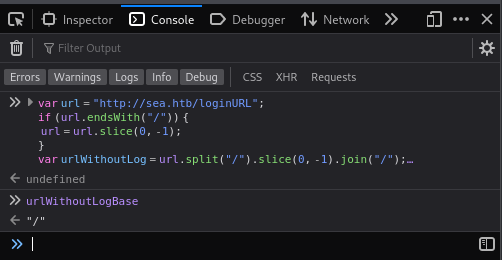 Inspector Console Debugger Network
Filter Output
Errors Warnings Logs Info Debug CSS XHR Requests
var url = "http://sea.htb/loginURL";
if (url.endsWith("/")) {
url = url.slice(0, -1);
}
var urlWithoutLog = url.split("/").slice(0, -1).join("/");…
undefined
urlWithoutLogBase
"/"